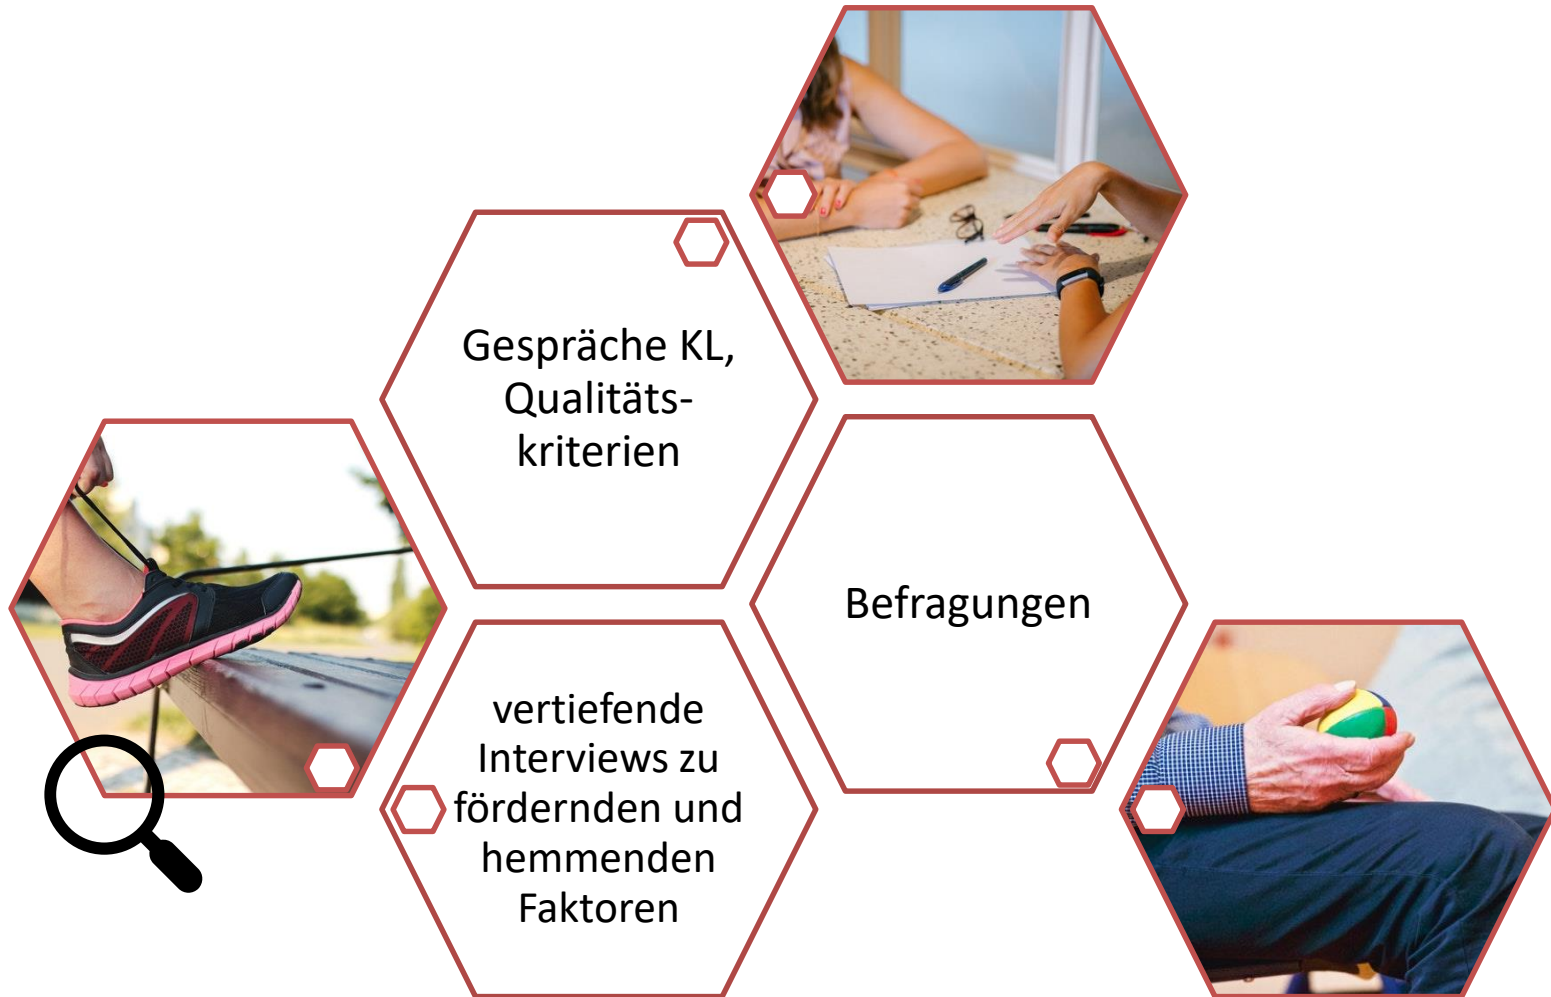 Gespräche KL,
Qualitäts-
kriterien
Befragungen
vertiefende
Interviews zu
fördernden und
hemmenden
Faktoren